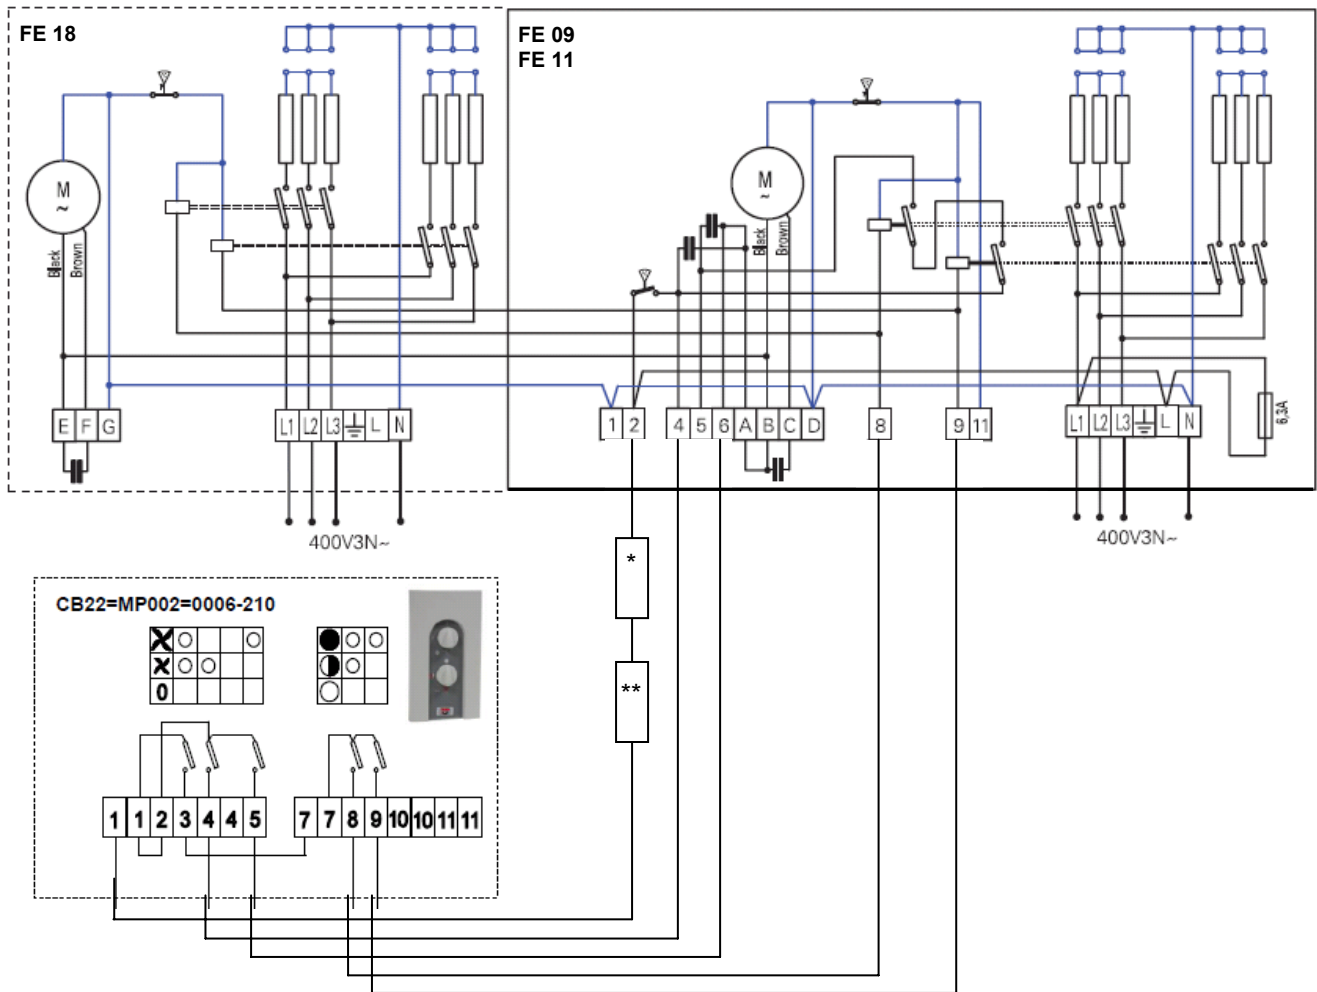 FE 18
FE 09
FE 11
M
~
Black
Brown
M
~
Black
Brown
E F G
L1 L2 L3 L N
1 2 4 5 6 A B C D 8 9 11
L1 L2 L3 L N
6,3A
400V3N~
400V3N~
*
**
CB22=MP002=0006-210
0
1 1 2 3 4 4 5
7 7 8 9 10 10 11 11